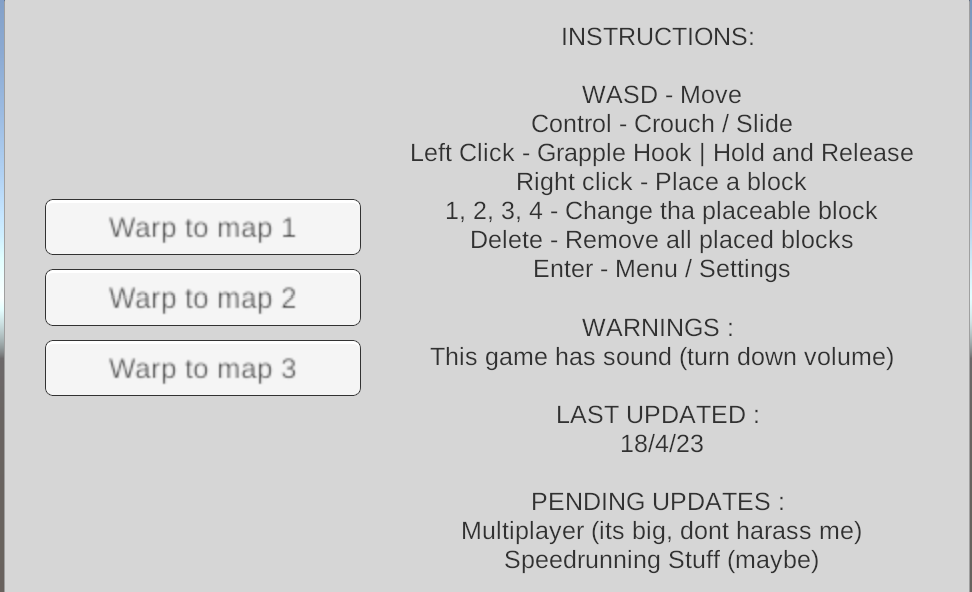 Warp to map 1
Warp to map 2
Warp to map 3
INSTRUCTIONS:
WASD - Move
Control - Crouch / Slide
Left Click - Grapple Hook | Hold and Release
Right click - Place a block
1, 2, 3, 4 - Change tha placeable block
Delete - Remove all placed blocks
Enter - Menu / Settings
WARNINGS :
This game has sound (turn down volume)
LAST UPDATED :
18/4/23
PENDING UPDATES :
Multiplayer (its big, dont harass me)
Speedrunning Stuff (maybe)